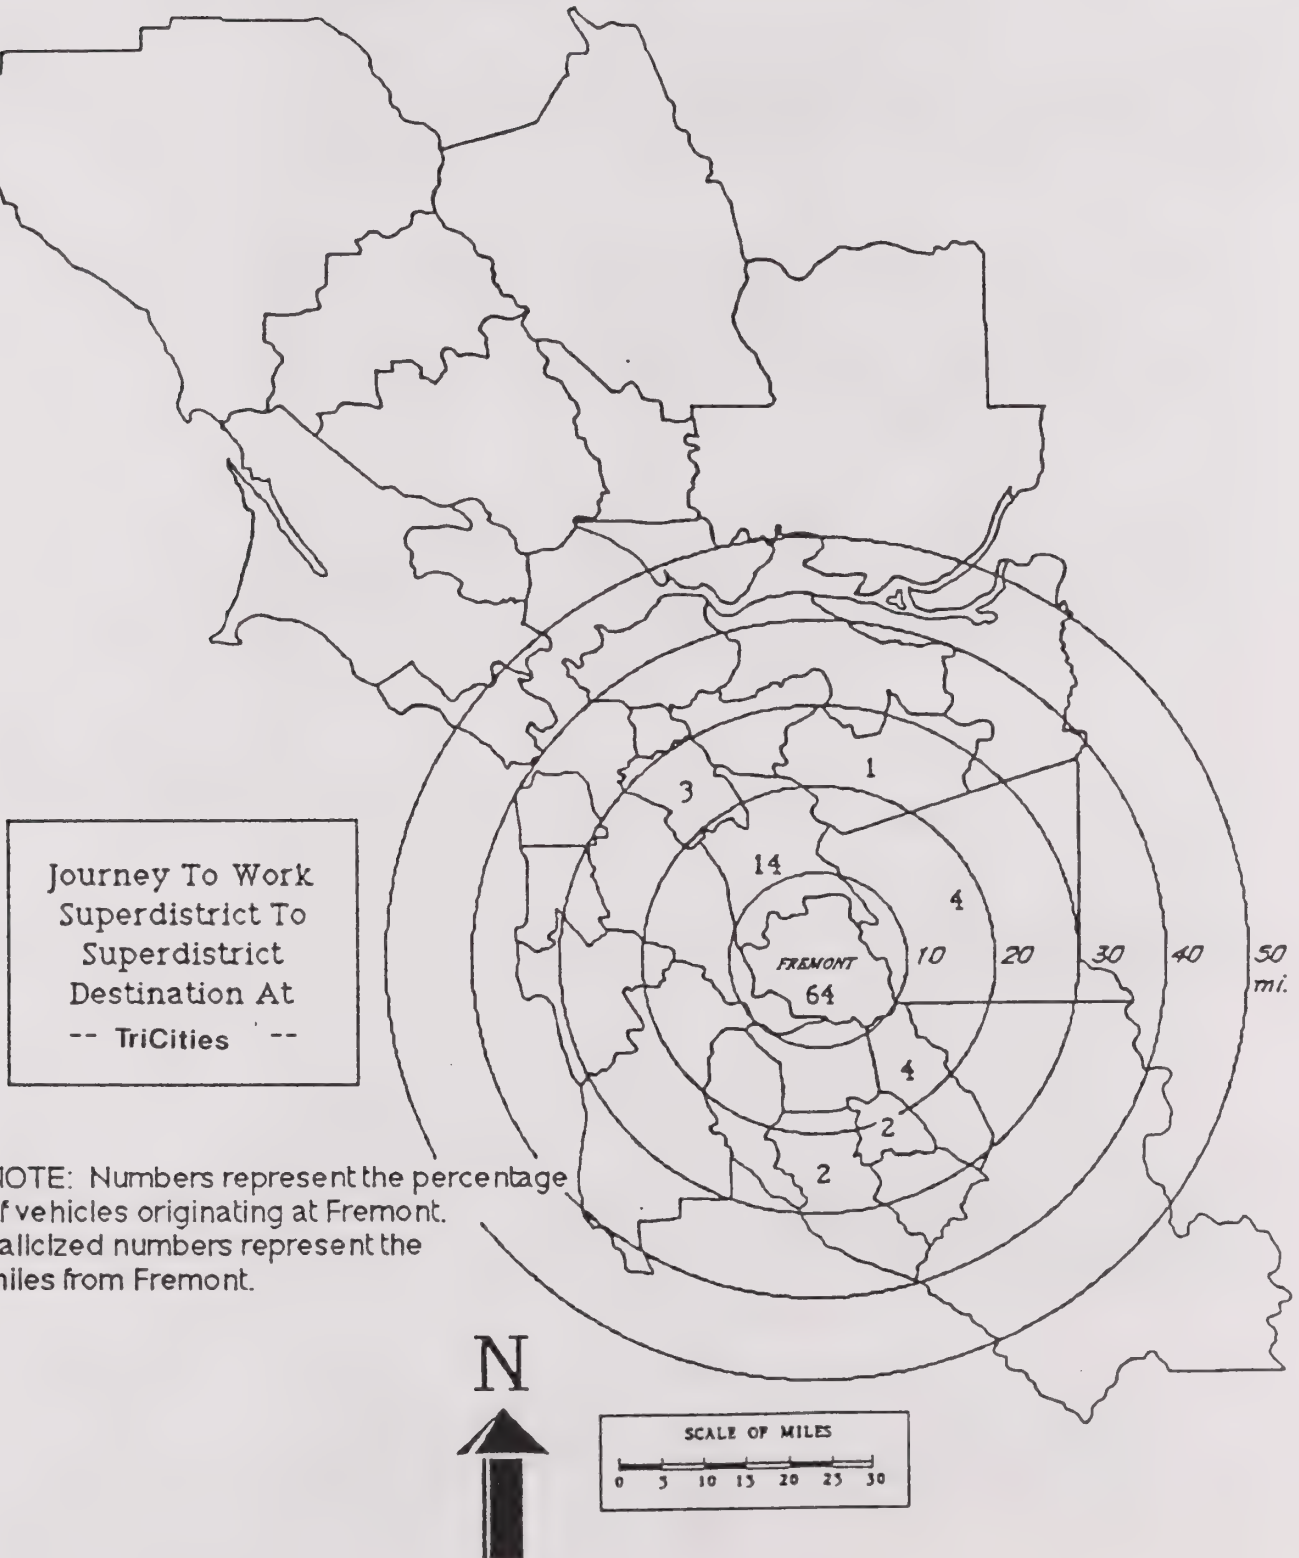 1
3
14
4
Journey To Work
Superdistrict To
Superdistrict
Destination At
-- TriCities --
FREMONT
64
10 20 30 40 50
mi.
4
2
2
NOTE: Numbers represent the percentage
f vehicles originating at Fremont.
alicized numbers represent the
miles from Fremont.
N
SCALE OF MILES
0 5 10 15 20 25 30